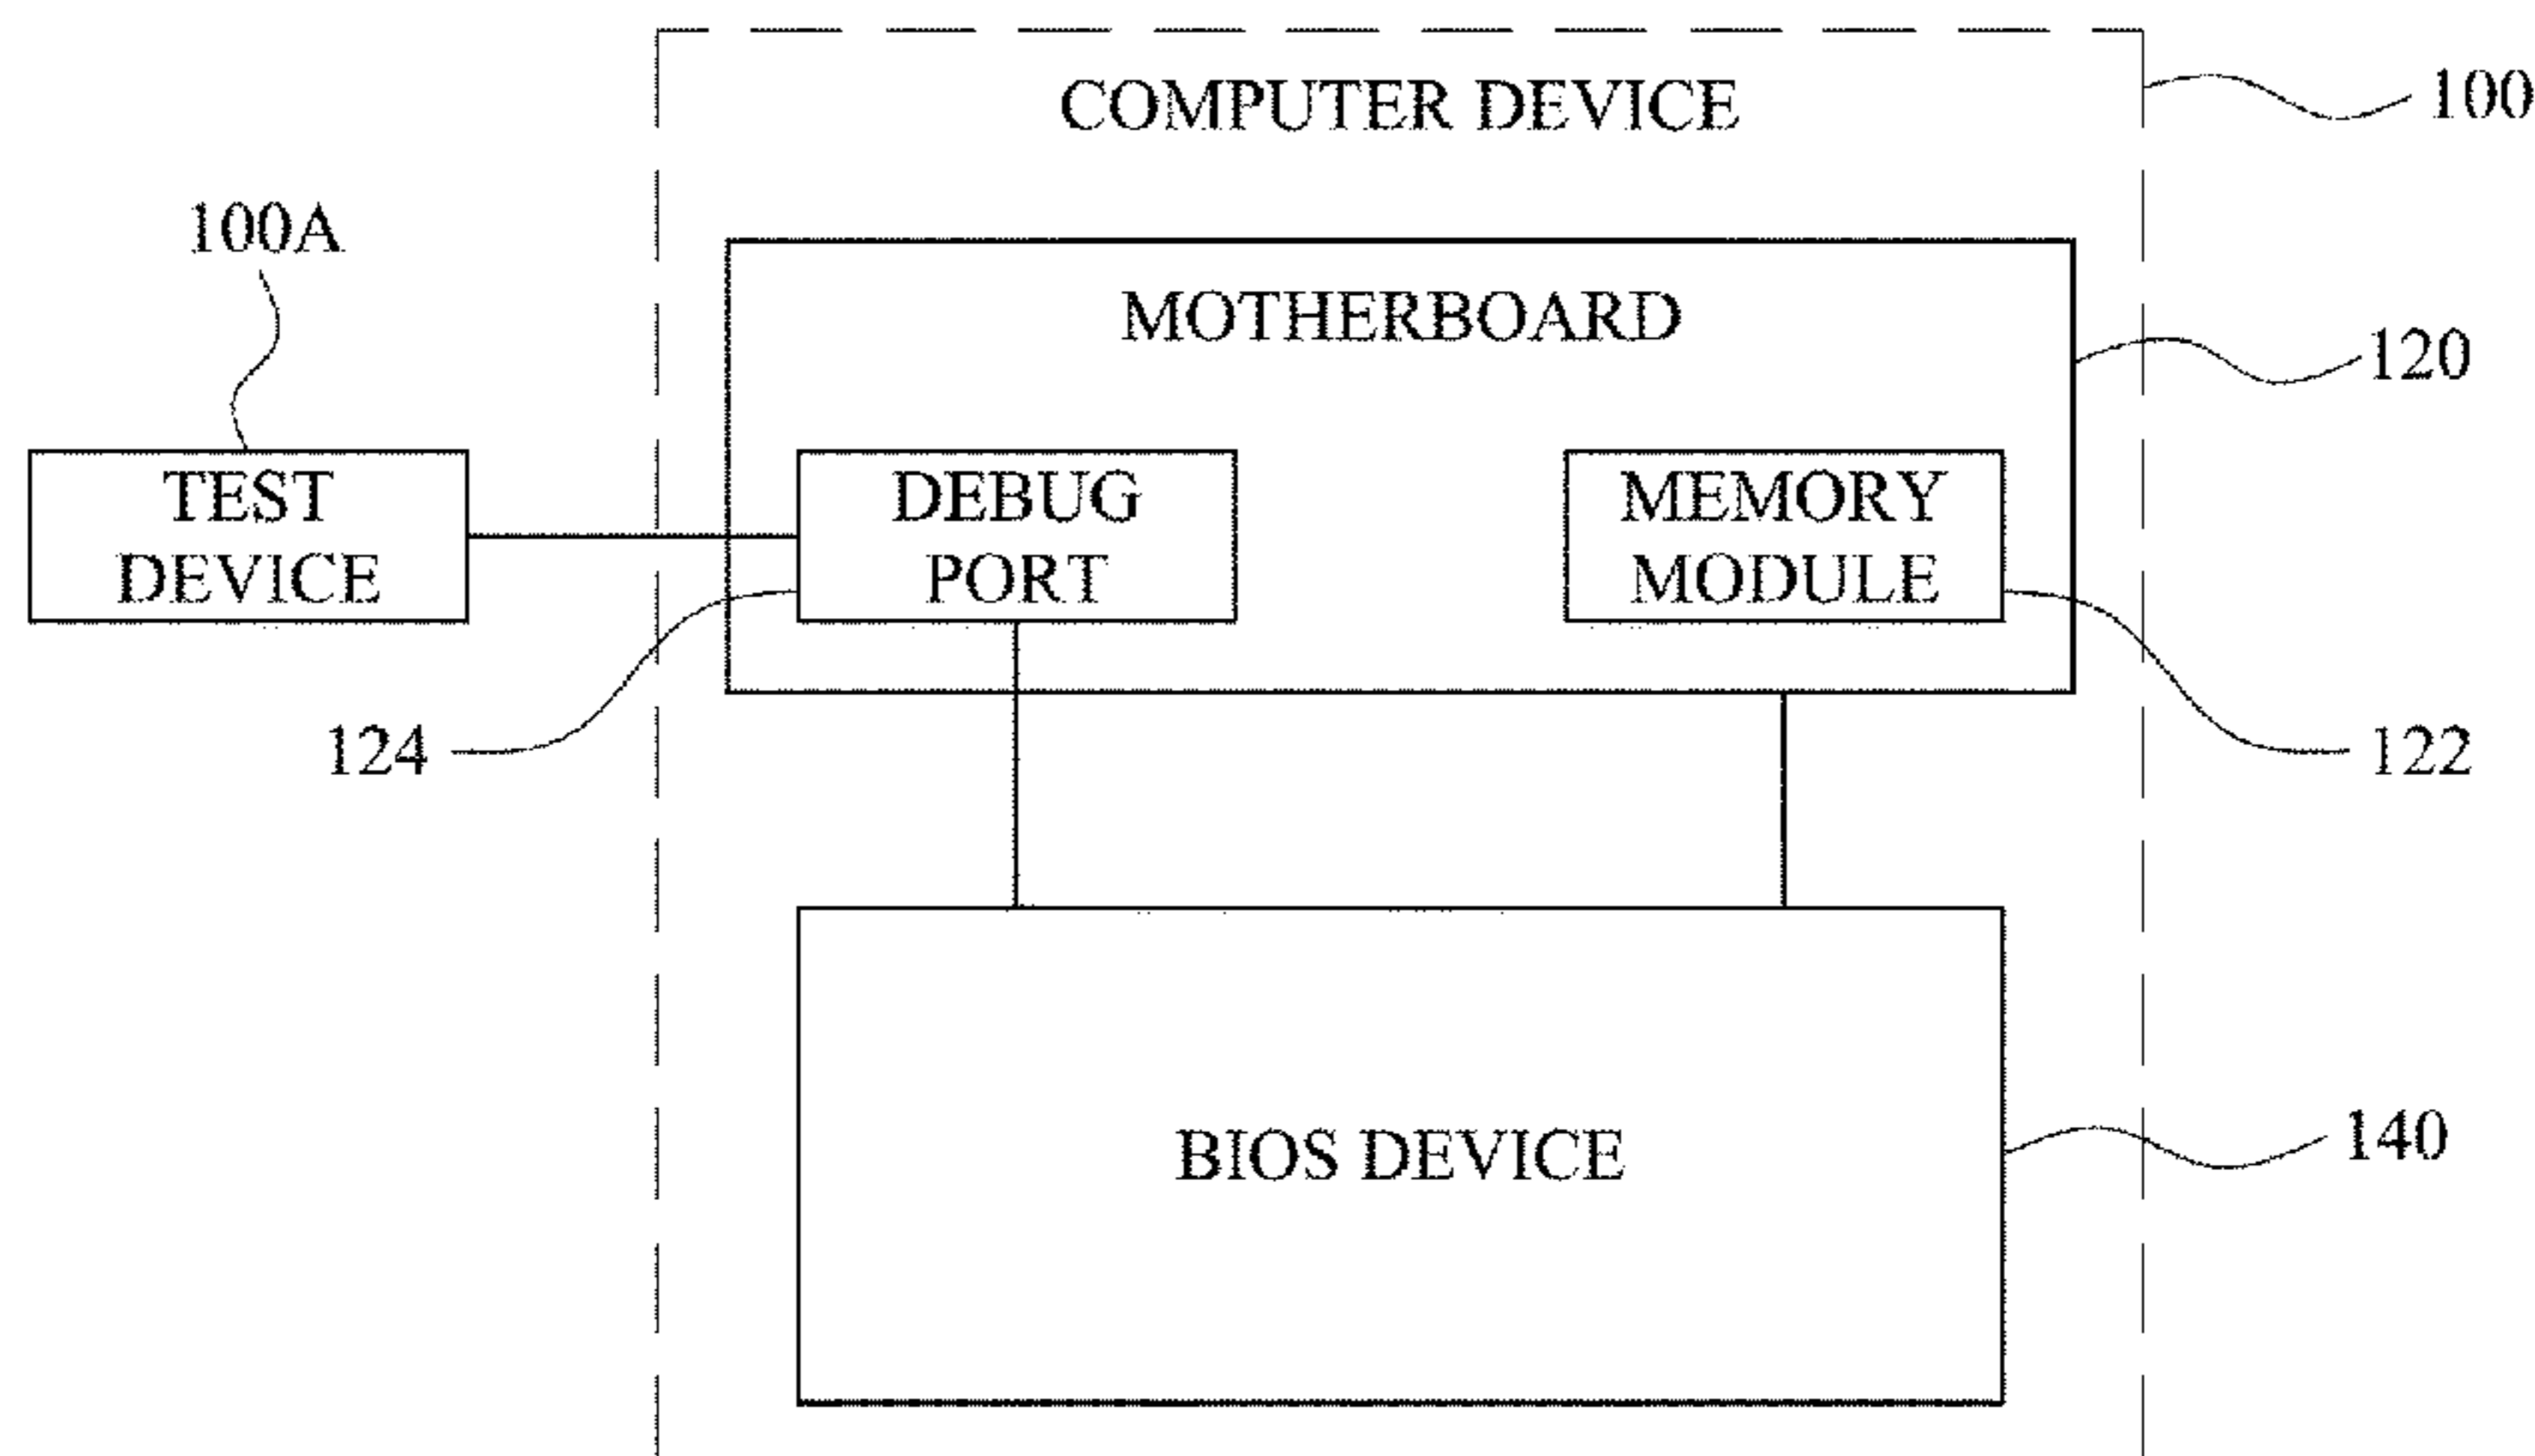 COMPUTER DEVICE
100
100A
MOTHERBOARD
120
TEST
DEVICE
DEBUG
PORT
MEMORY
MODULE
124
122
BIOS DEVICE
140